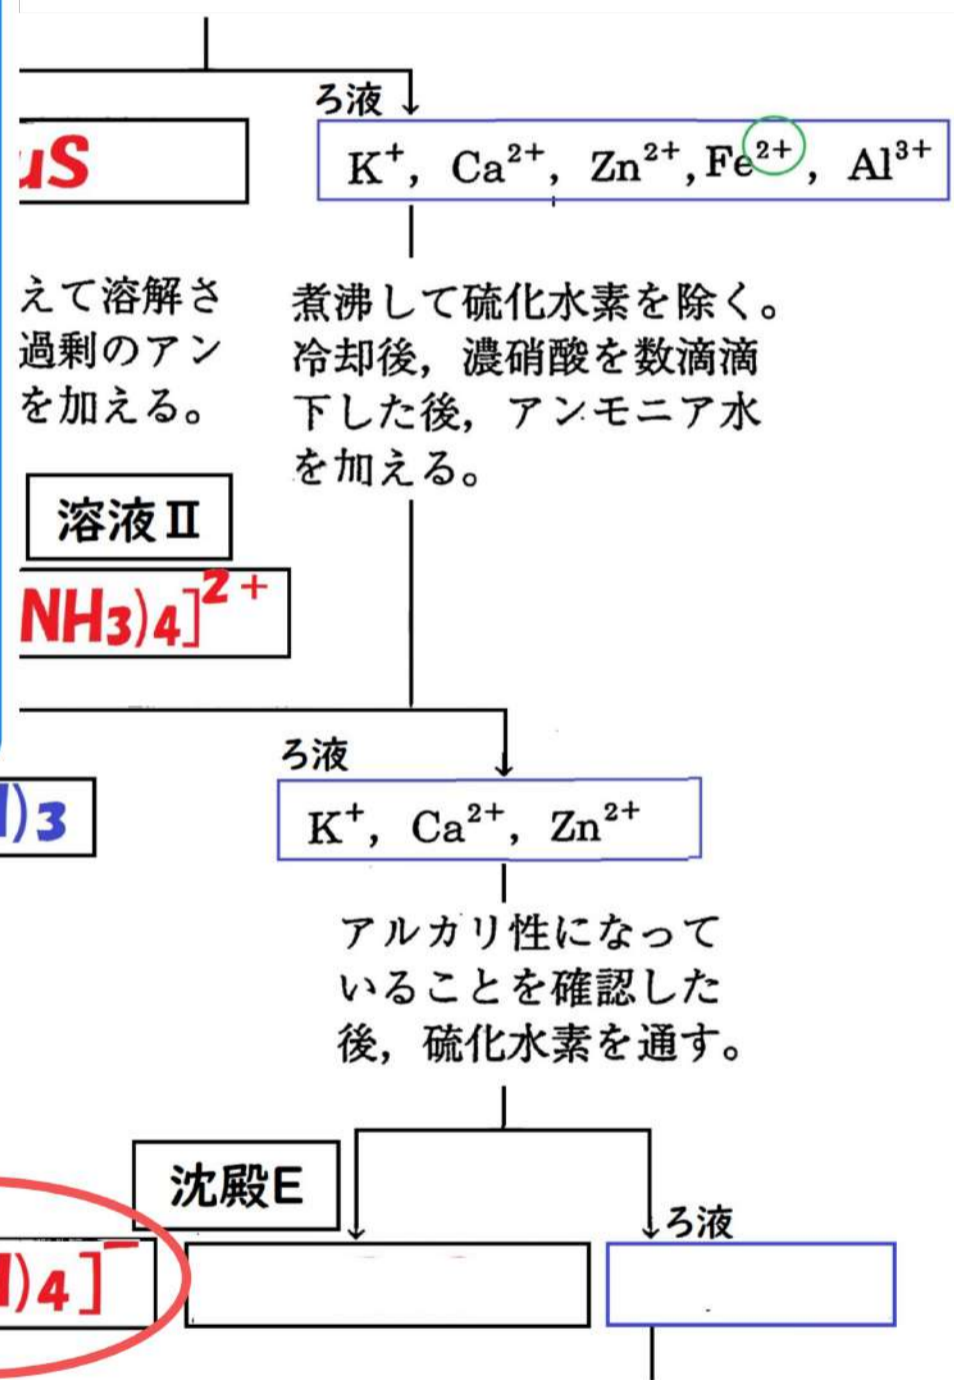 ろ液
uS
K⁺, Ca²⁺, Zn²⁺, Fe²⁺, Al³⁺
えて溶解さ
過剰のアン
を加える。
煮沸して硫化水素を除く。
冷却後，濃硝酸を数滴滴
下した後，アンモニア水
を加える。
溶液Ⅱ
NH₃)₄]²⁺
ろ液
)₃
K⁺, Ca²⁺, Zn²⁺
アルカリ性になって
いることを確認した
後，硫化水素を通す。
沈殿E
ろ液
)₄]⁻